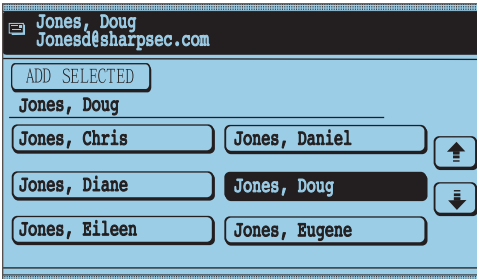 Jones, Doug
Jonesd@sharpsec.com
ADD SELECTED
Jones, Doug
Jones, Chris
Jones, Daniel
Jones, Diane
Jones, Doug
Jones, Eileen
Jones, Eugene